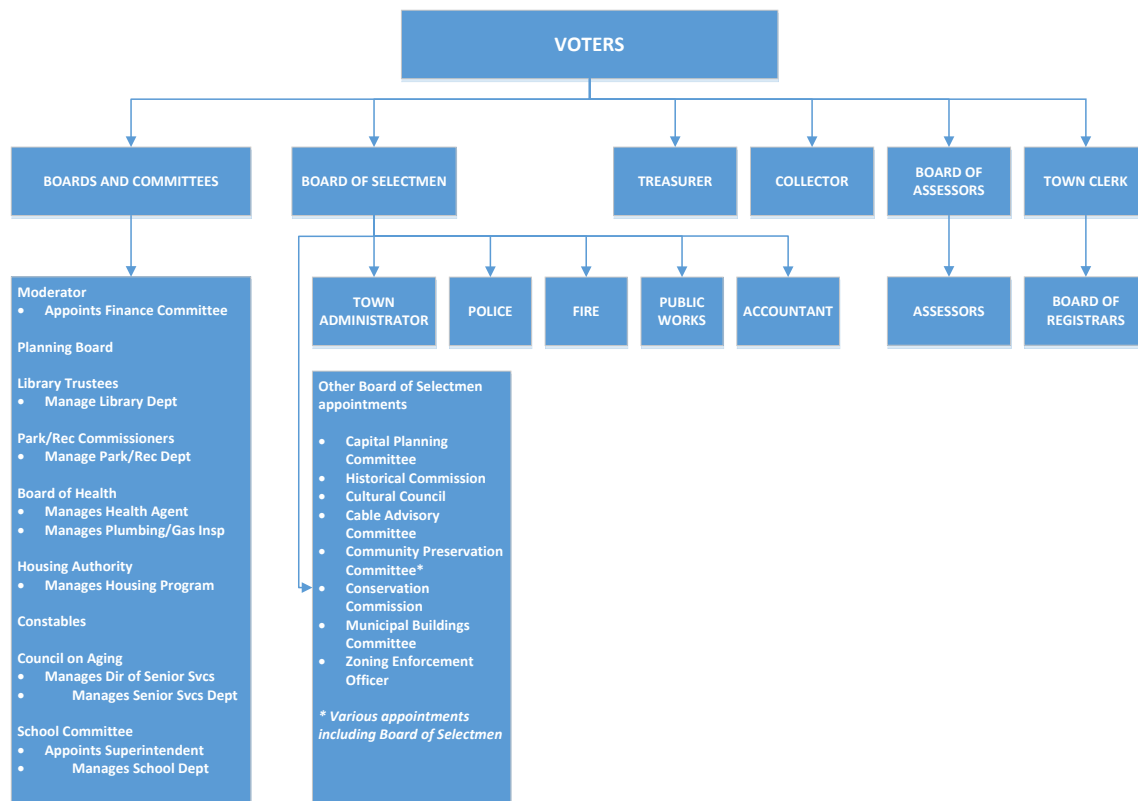 VOTERS
BOARDS AND COMMITTEES
BOARD OF SELECTMEN
TREASURER
COLLECTOR
BOARD OF
ASSESSORS
TOWN CLERK
TOWN
ADMINISTRATOR
POLICE
FIRE
PUBLIC
WORKS
ACCOUNTANT
ASSESSORS
BOARD OF
REGISTRARS
Moderator
• Appoints Finance Committee
Planning Board
Library Trustees
• Manage Library Dept
Park/Rec Commissioners
• Manage Park/Rec Dept
Board of Health
• Manages Health Agent
• Manages Plumbing/Gas Insp
Housing Authority
• Manages Housing Program
Constables
Council on Aging
• Manages Dir of Senior Svcs
• Manages Senior Svcs Dept
School Committee
• Appoints Superintendent
• Manages School Dept
Other Board of Selectmen
appointments
• Capital Planning
Committee
• Historical Commission
• Cultural Council
• Cable Advisory
Committee
• Community Preservation
Committee*
• Conservation
Commission
• Municipal Buildings
Committee
• Zoning Enforcement
Officer
* Various appointments
including Board of Selectmen